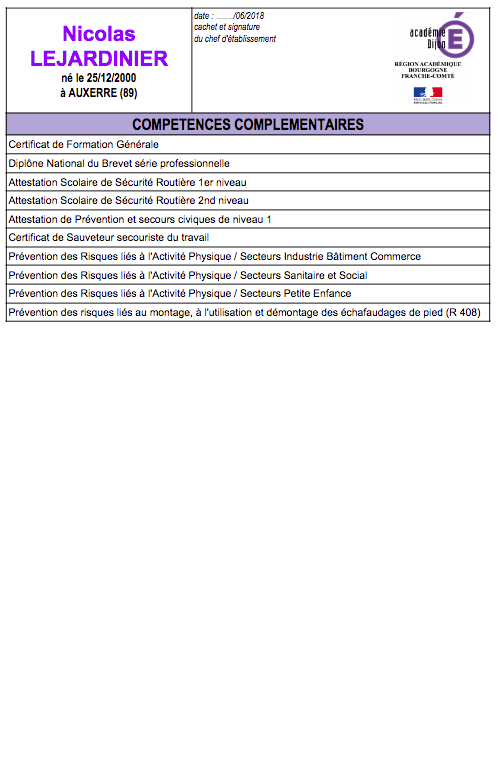 Nicolas
LEJARDINIER
né le 25/12/2000
à AUXERRE (89)
date : ......../06/2018
cachet et signature
du chef d'établissement
académie
Dijon
RÉGION ACADÉMIQUE
BOURGOGNE
FRANCHE-COMTÉ
COMPETENCES COMPLEMENTAIRES
Certificat de Formation Générale
Diplône National du Brevet série professionnelle
Attestation Scolaire de Sécurité Routière 1er niveau
Attestation Scolaire de Sécurité Routière 2nd niveau
Attestation de Prévention et secours civiques de niveau 1
Certificat de Sauveteur secouriste du travail
Prévention des Risques liés à l'Activité Physique / Secteurs Industrie Bâtiment Commerce
Prévention des Risques liés à l'Activité Physique / Secteurs Sanitaire et Social
Prévention des Risques liés à l'Activité Physique / Secteurs Petite Enfance
Prévention des risques liés au montage, à l'utilisation et démontage des échafaudages de pied (R 408)